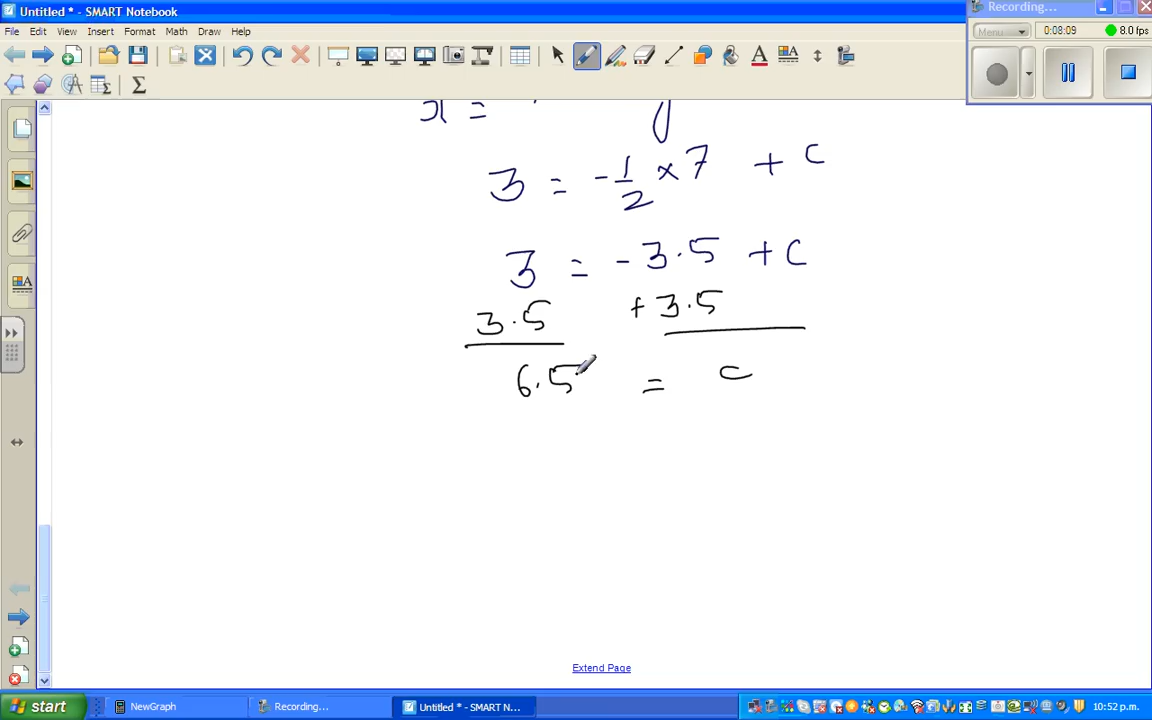 Untitled * - SMART Notebook
Recording...
File Edit View Insert Format Math Draw Help
Menu 0:08:09 8.0 fps
x =
3 = -1/2 × 7 + c
3 = -3.5 + c
3.5 + 3.5
6.5 = c
Extend Page
start NewGraph Recording... Untitled * - SMART N... 10:52 p.m.